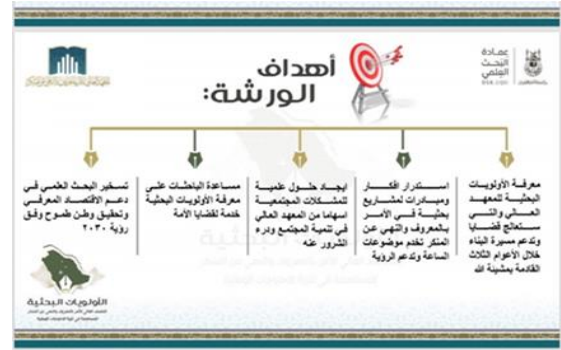 عمادة
البحث
العلمي
أهداف
الورشة:
معرفة الأولويات
البحثية للمعهد
العالي والتي
ستعالج قضايا
وتدعم مسيرة البناء
خلال الأعوام الثلاث
القادمة بمشيئة الله
استدرار أفكار
ومبادرات لمشاريع
بحثية في الأمر
بالمعروف والنهي عن
المنكر تخدم موضوعات
الساعة وتدعم الرؤية
ايجاد حلول علمية
للمشكلات المجتمعية
اسهاما من المعهد العالي
في تنمية المجتمع ودرء
الشرور عنه
مساعدة الباحثات على
معرفة الأولويات البحثية
خدمة لقضايا الأمة
تسخير البحث العلمي في
دعم الاقتصاد المعرفي
وتحقيق وطن طموح وفق
رؤية ٢٠٣٠
الأولويات البحثية